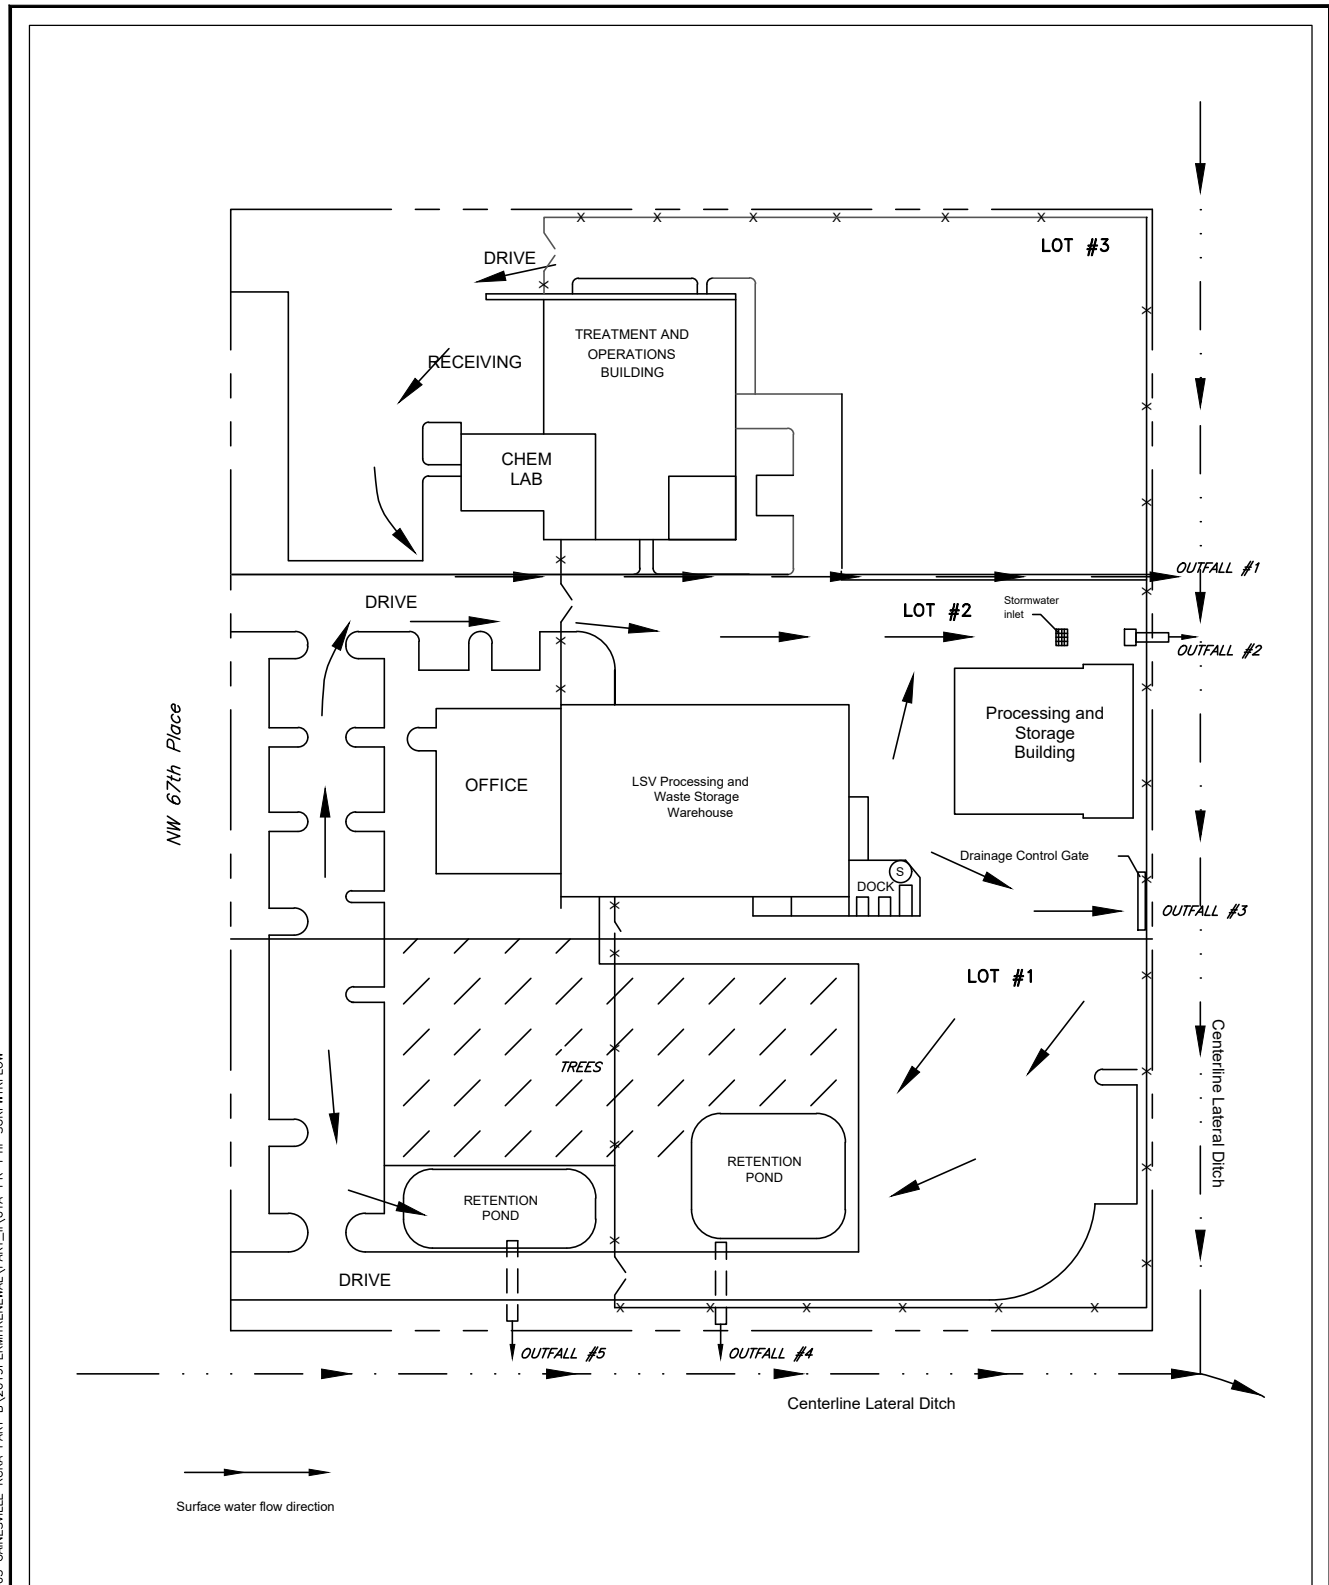 LOT #3
DRIVE
TREATMENT AND
OPERATIONS
BUILDING
RECEIVING
CHEM
LAB
OUTFALL #1
DRIVE
LOT #2
Stormwater
inlet
OUTFALL #2
NW 67th Place
Processing and
Storage
Building
OFFICE
LSV Processing and
Waste Storage
Warehouse
Drainage Control Gate
S
DOCK
OUTFALL #3
LOT #1
TREES
Centerline Lateral Ditch
RETENTION
POND
RETENTION
POND
DRIVE
OUTFALL #5
OUTFALL #4
Centerline Lateral Ditch
Surface water flow direction